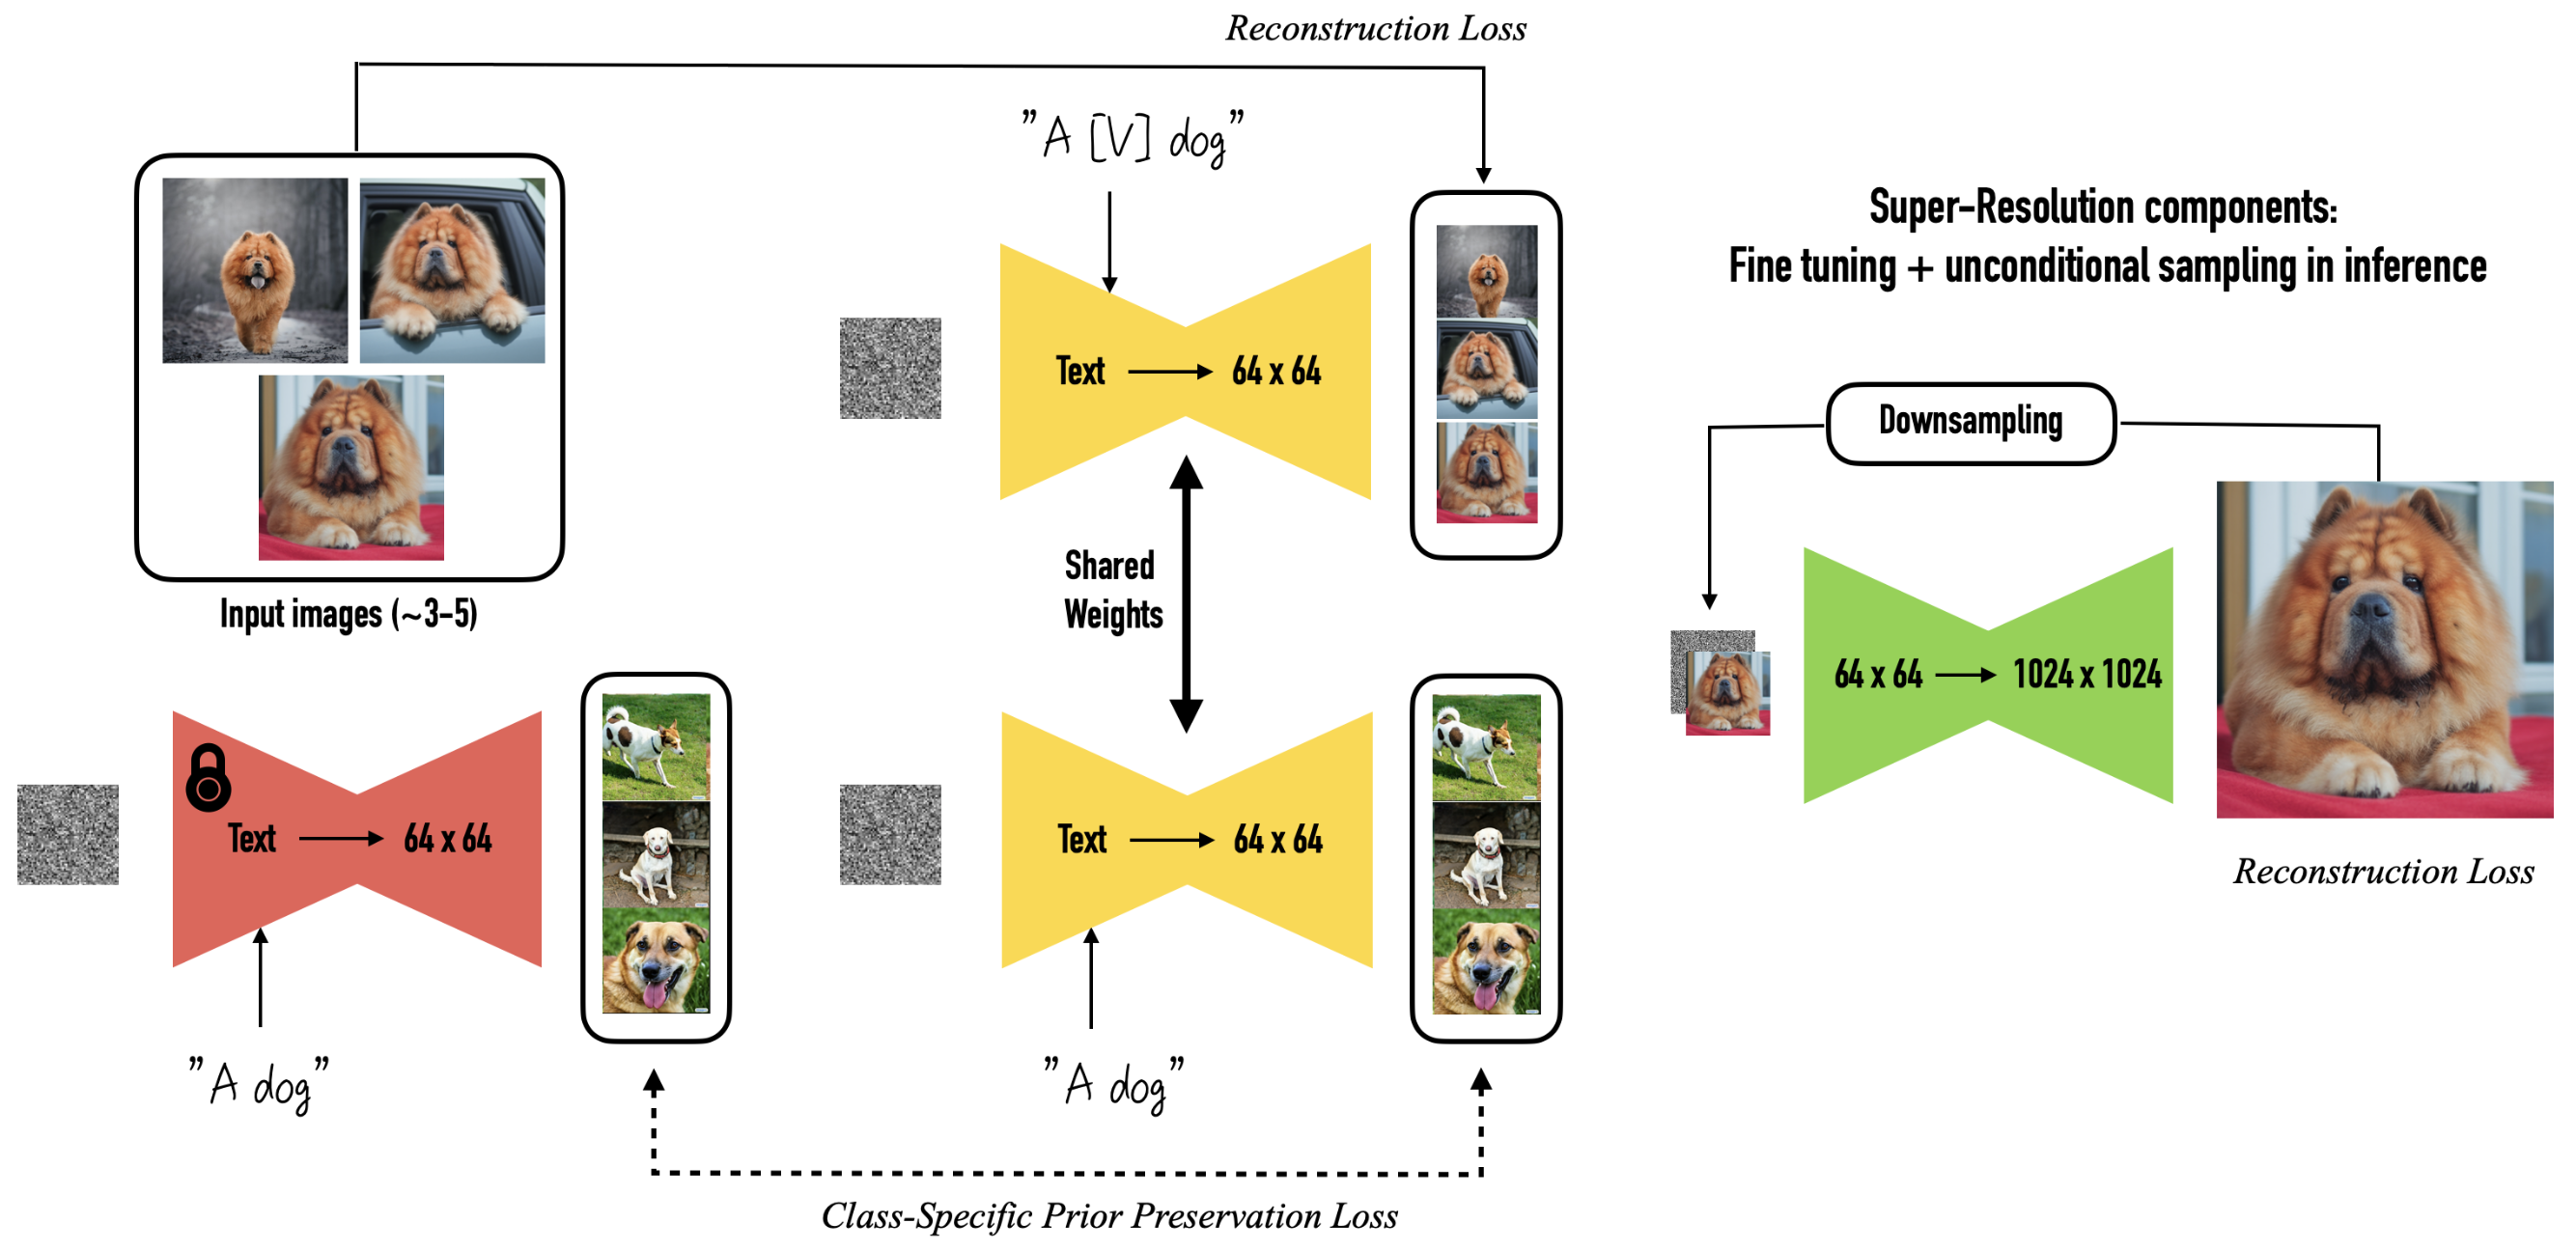 Reconstruction Loss
"A [V] dog"
Text → 64 x 64
Input images (~3-5)
Shared
Weights
Text → 64 x 64
"A dog"
Text → 64 x 64
"A dog"
Class-Specific Prior Preservation Loss
Super-Resolution components:
Fine tuning + unconditional sampling in inference
Downsampling
64 x 64 → 1024 x 1024
Reconstruction Loss